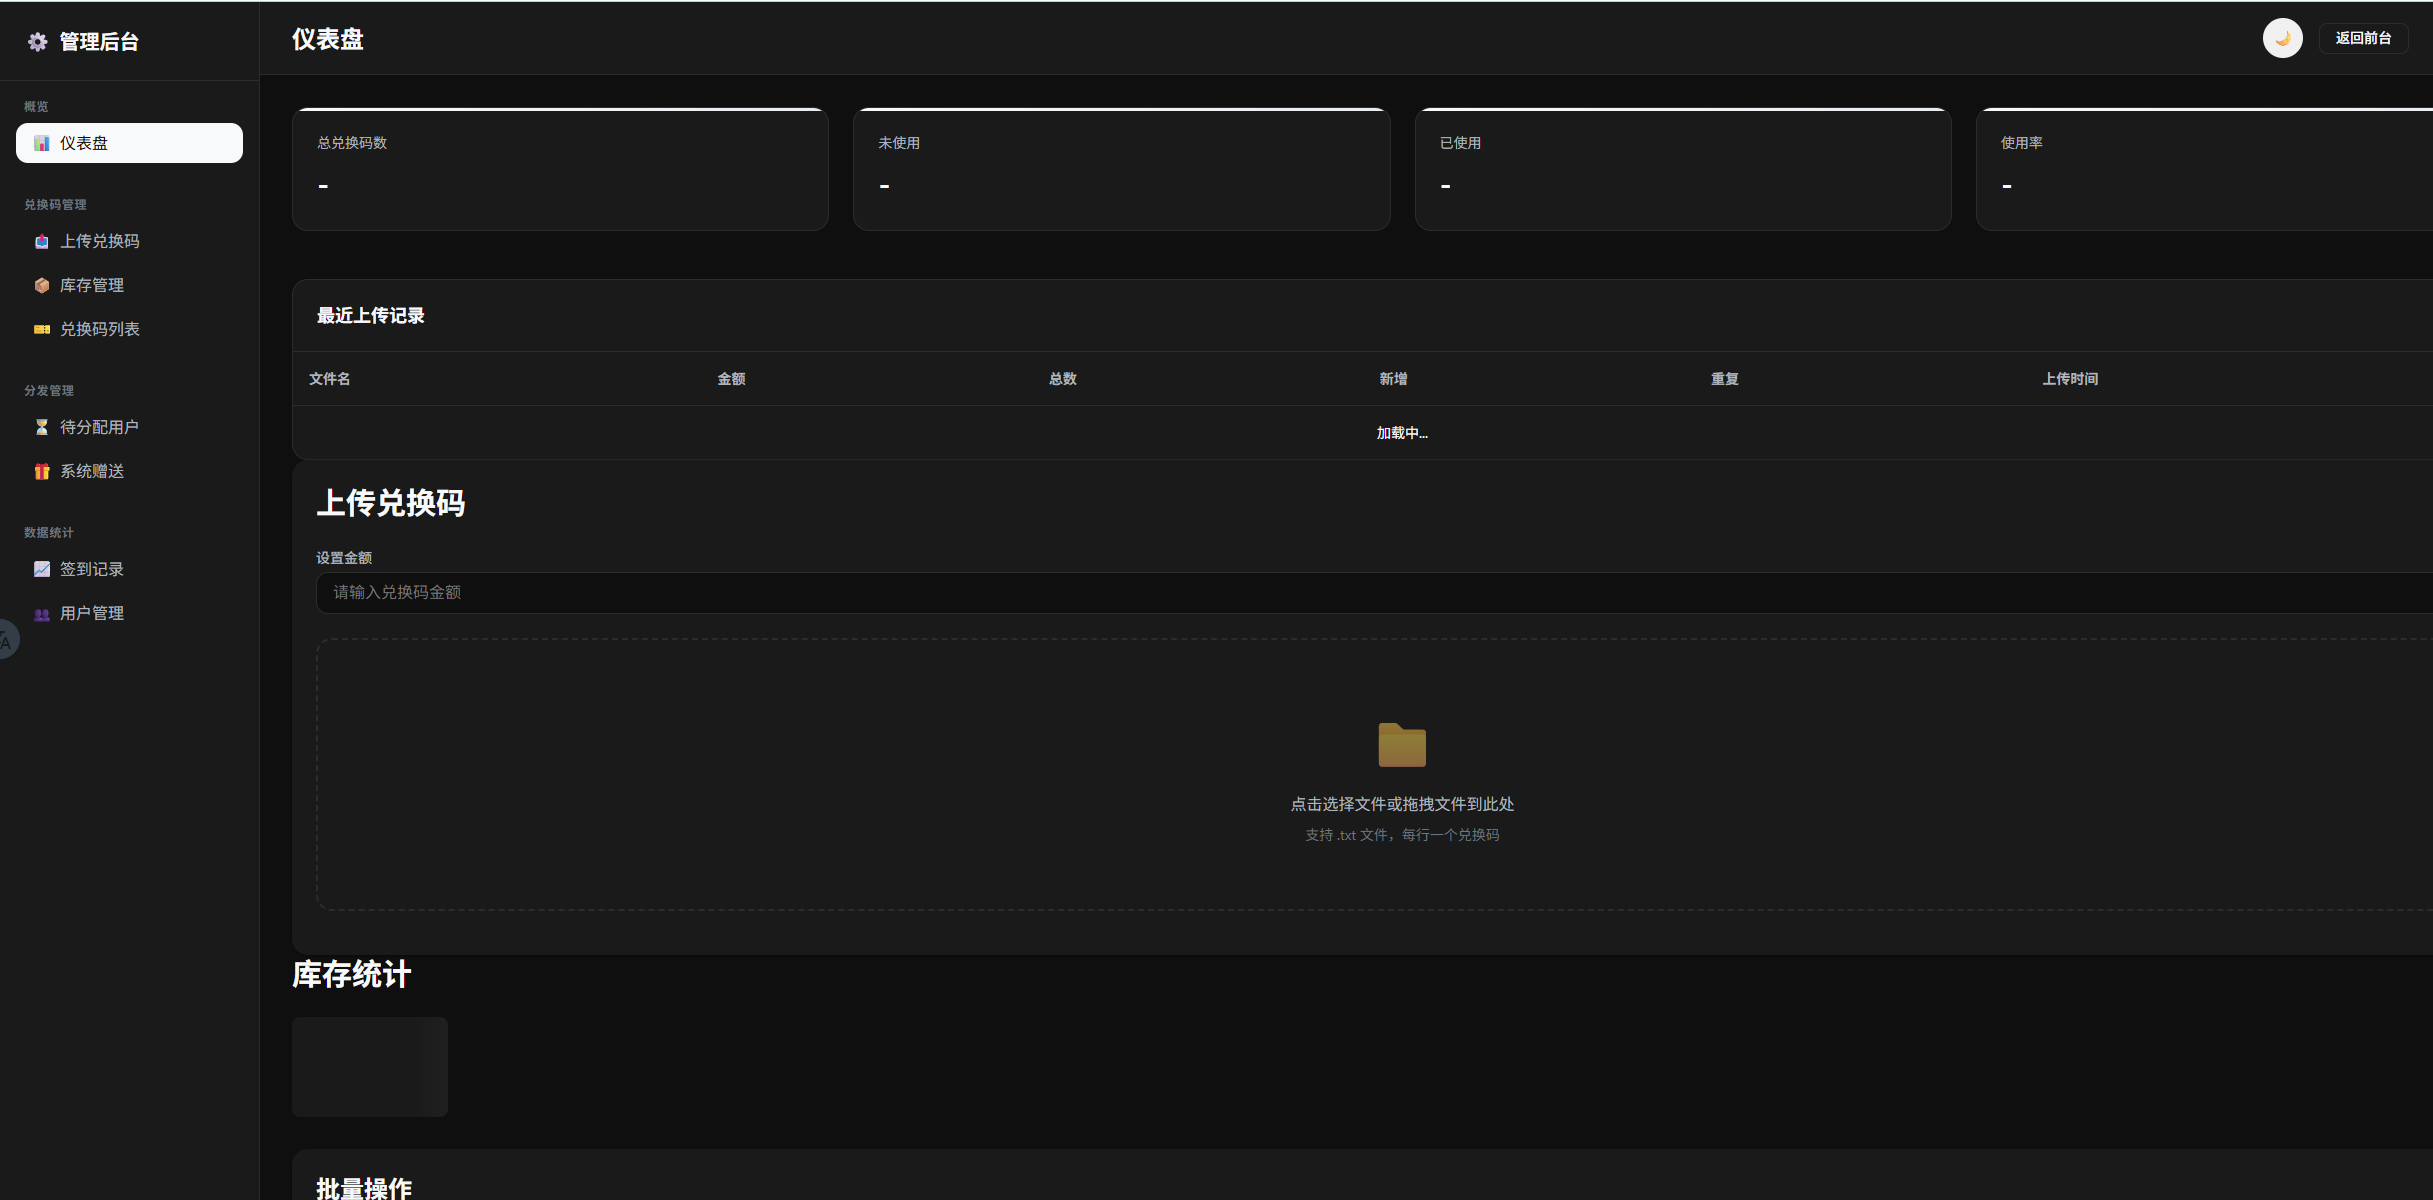 管理后台
概览
仪表盘
兑换码管理
上传兑换码
库存管理
兑换码列表
分发管理
待分配用户
系统赠送
数据统计
签到记录
用户管理
仪表盘
返回前台
总兑换码数
-
未使用
-
已使用
-
使用率
-
最近上传记录
文件名 金额 总数 新增 重复 上传时间
加载中...
上传兑换码
设置金额
请输入兑换码金额
点击选择文件或拖拽文件到此处
支持 .txt 文件，每行一个兑换码
库存统计
批量操作